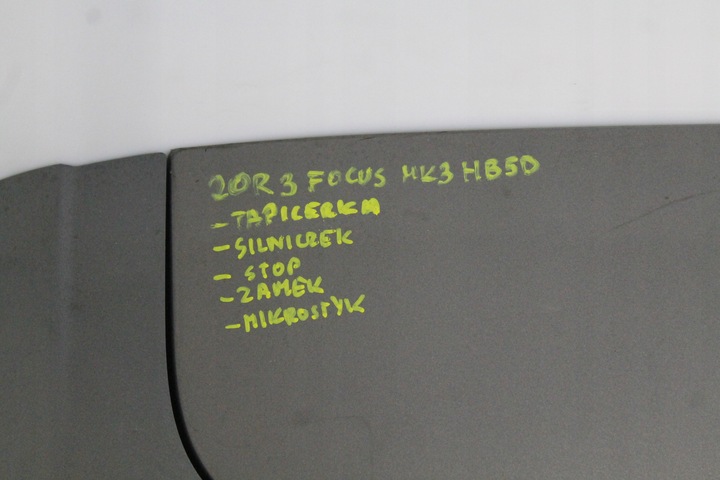 20R3 FOCUS MK3 HB5D
- TAPICERKA
- SILNICZEK
- STOP
- ZAMEK
- MIKROSTYK